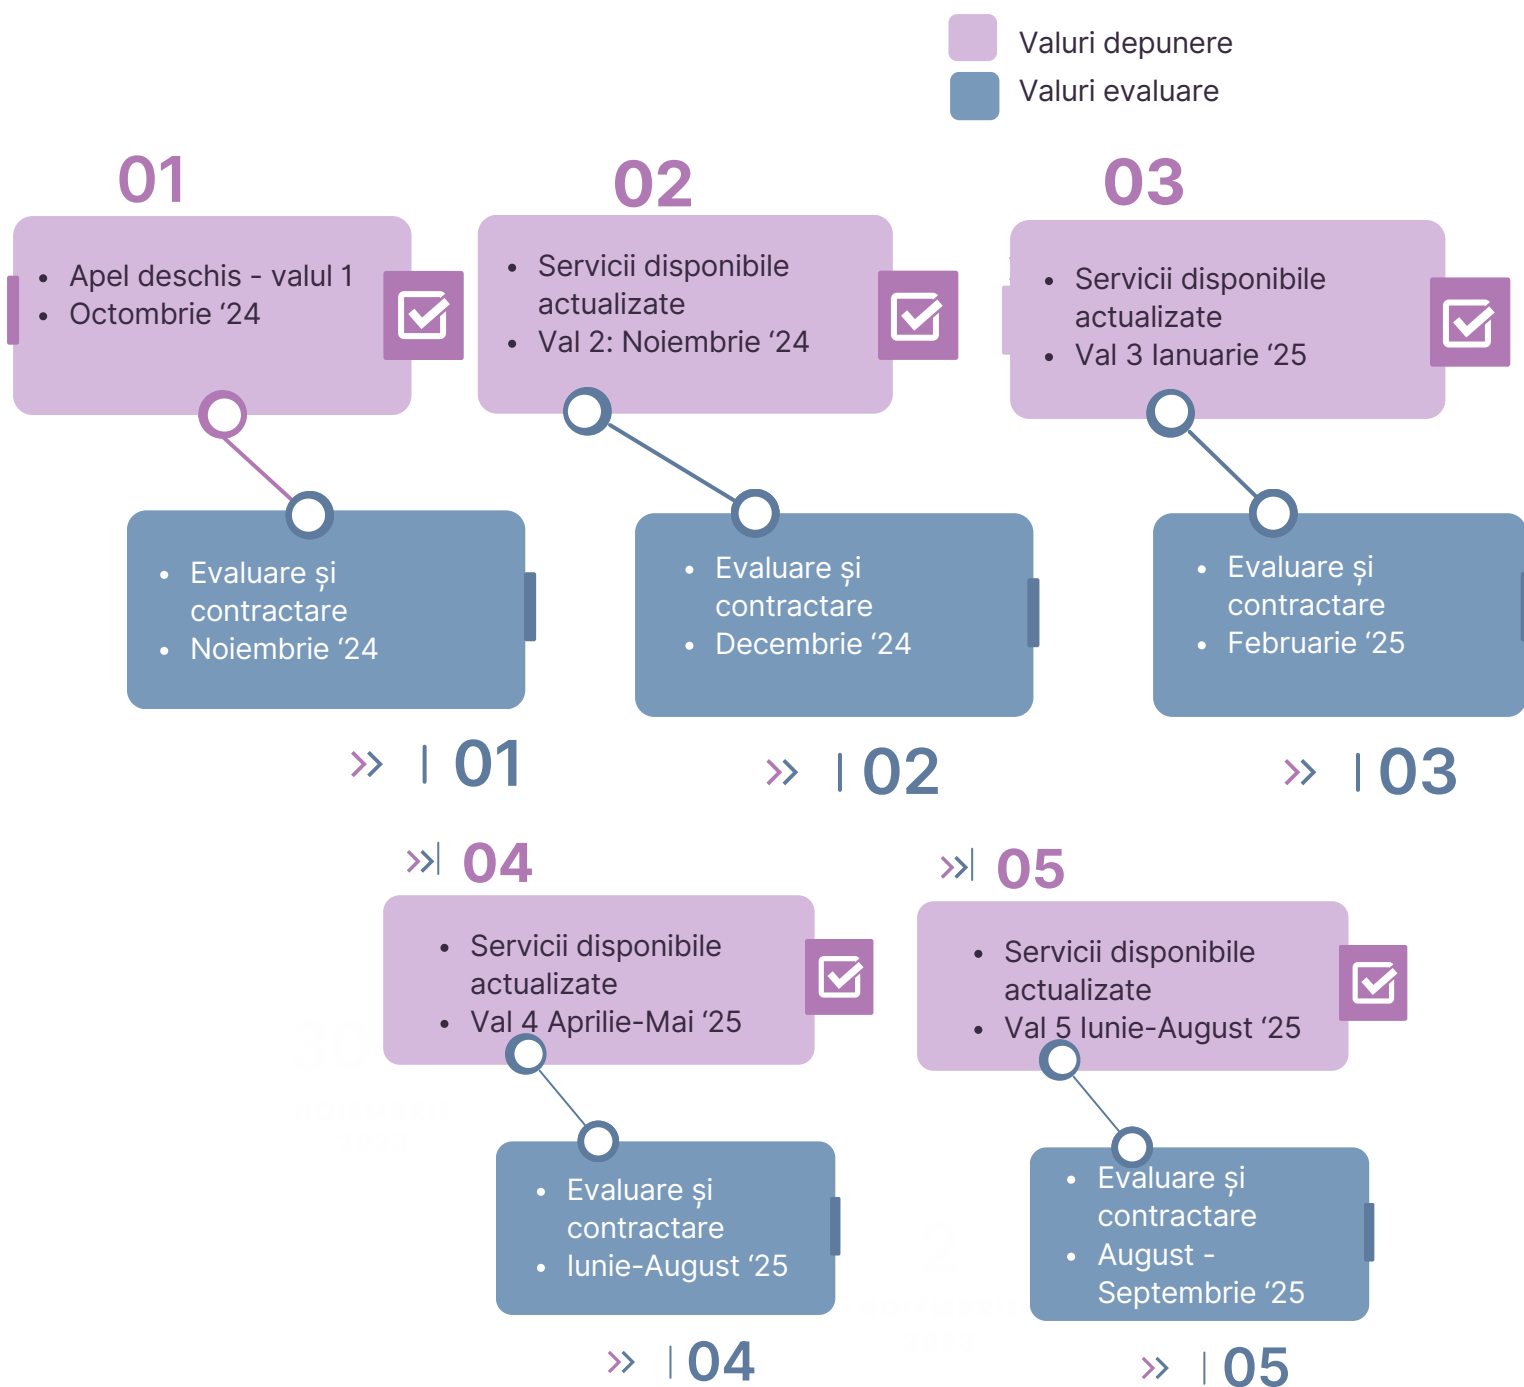 Valuri depunere
Valuri evaluare
01
• Apel deschis - valul 1
• Octombrie ‘24
02
• Servicii disponibile
actualizate
• Val 2: Noiembrie ‘24
03
• Servicii disponibile
actualizate
• Val 3 Ianuarie ‘25
• Evaluare și
contractare
• Noiembrie ‘24
01
• Evaluare și
contractare
• Decembrie ‘24
02
• Evaluare și
contractare
• Februarie ‘25
03
04
• Servicii disponibile
actualizate
• Val 4 Aprilie-Mai ‘25
05
• Servicii disponibile
actualizate
• Val 5 Iunie-August ‘25
• Evaluare și
contractare
• Iunie-August ‘25
04
• Evaluare și
contractare
• August -
Septembrie ‘25
05